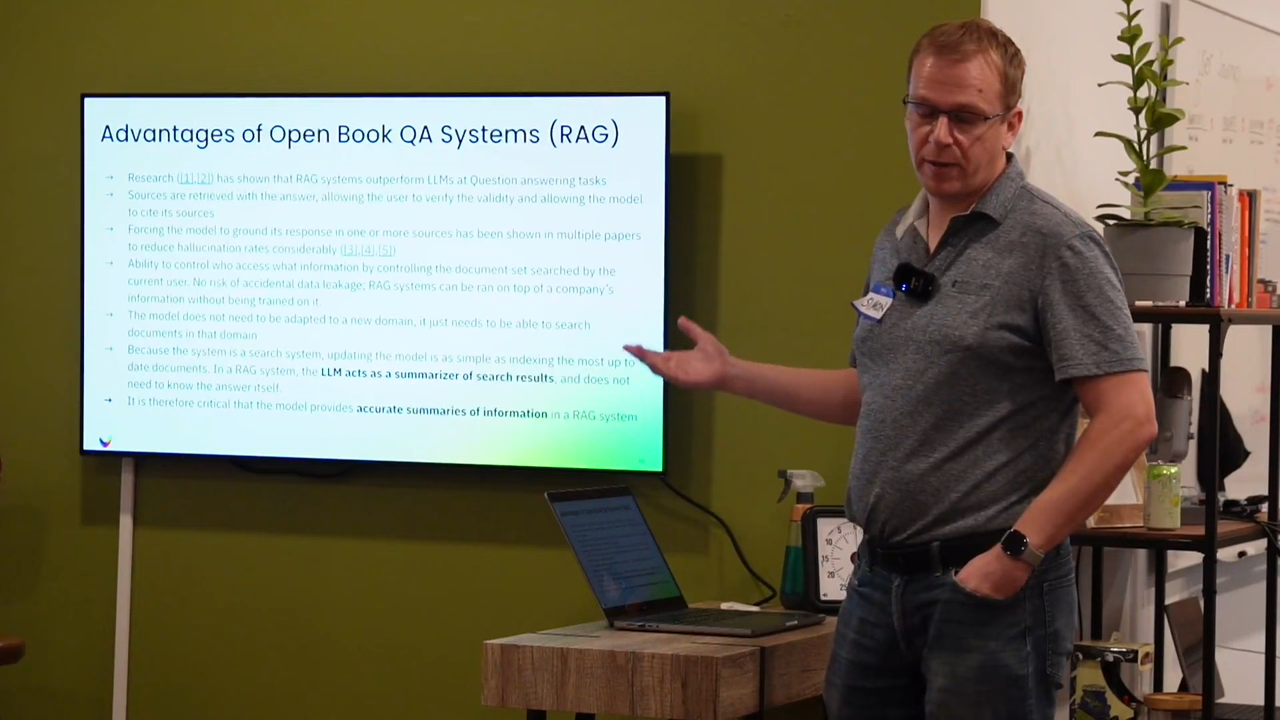 Advantages of Open Book QA Systems (RAG)
→ Research ([1],[2]) has shown that RAG systems outperform LLMs at Question answering tasks
→ Sources are retrieved with the answer, allowing the user to verify the validity and allowing the model
to cite its sources
→ Forcing the model to ground its response in one or more sources has been shown in multiple papers
to reduce hallucination rates considerably ([3],[4],[5])
→ Ability to control who access what information by controlling the document set searched by the
current user. No risk of accidental data leakage; RAG systems can be ran on top of a company's
information without being trained on it.
→ The model does not need to be adapted to a new domain, it just needs to be able to search
documents in that domain
→ Because the system is a search system, updating the model is as simple as indexing the most up to
date documents. In a RAG system, the LLM acts as a summarizer of search results, and does not
need to know the answer itself.
→ It is therefore critical that the model provides accurate summaries of information in a RAG system
SIMON
5
10
15
20
25